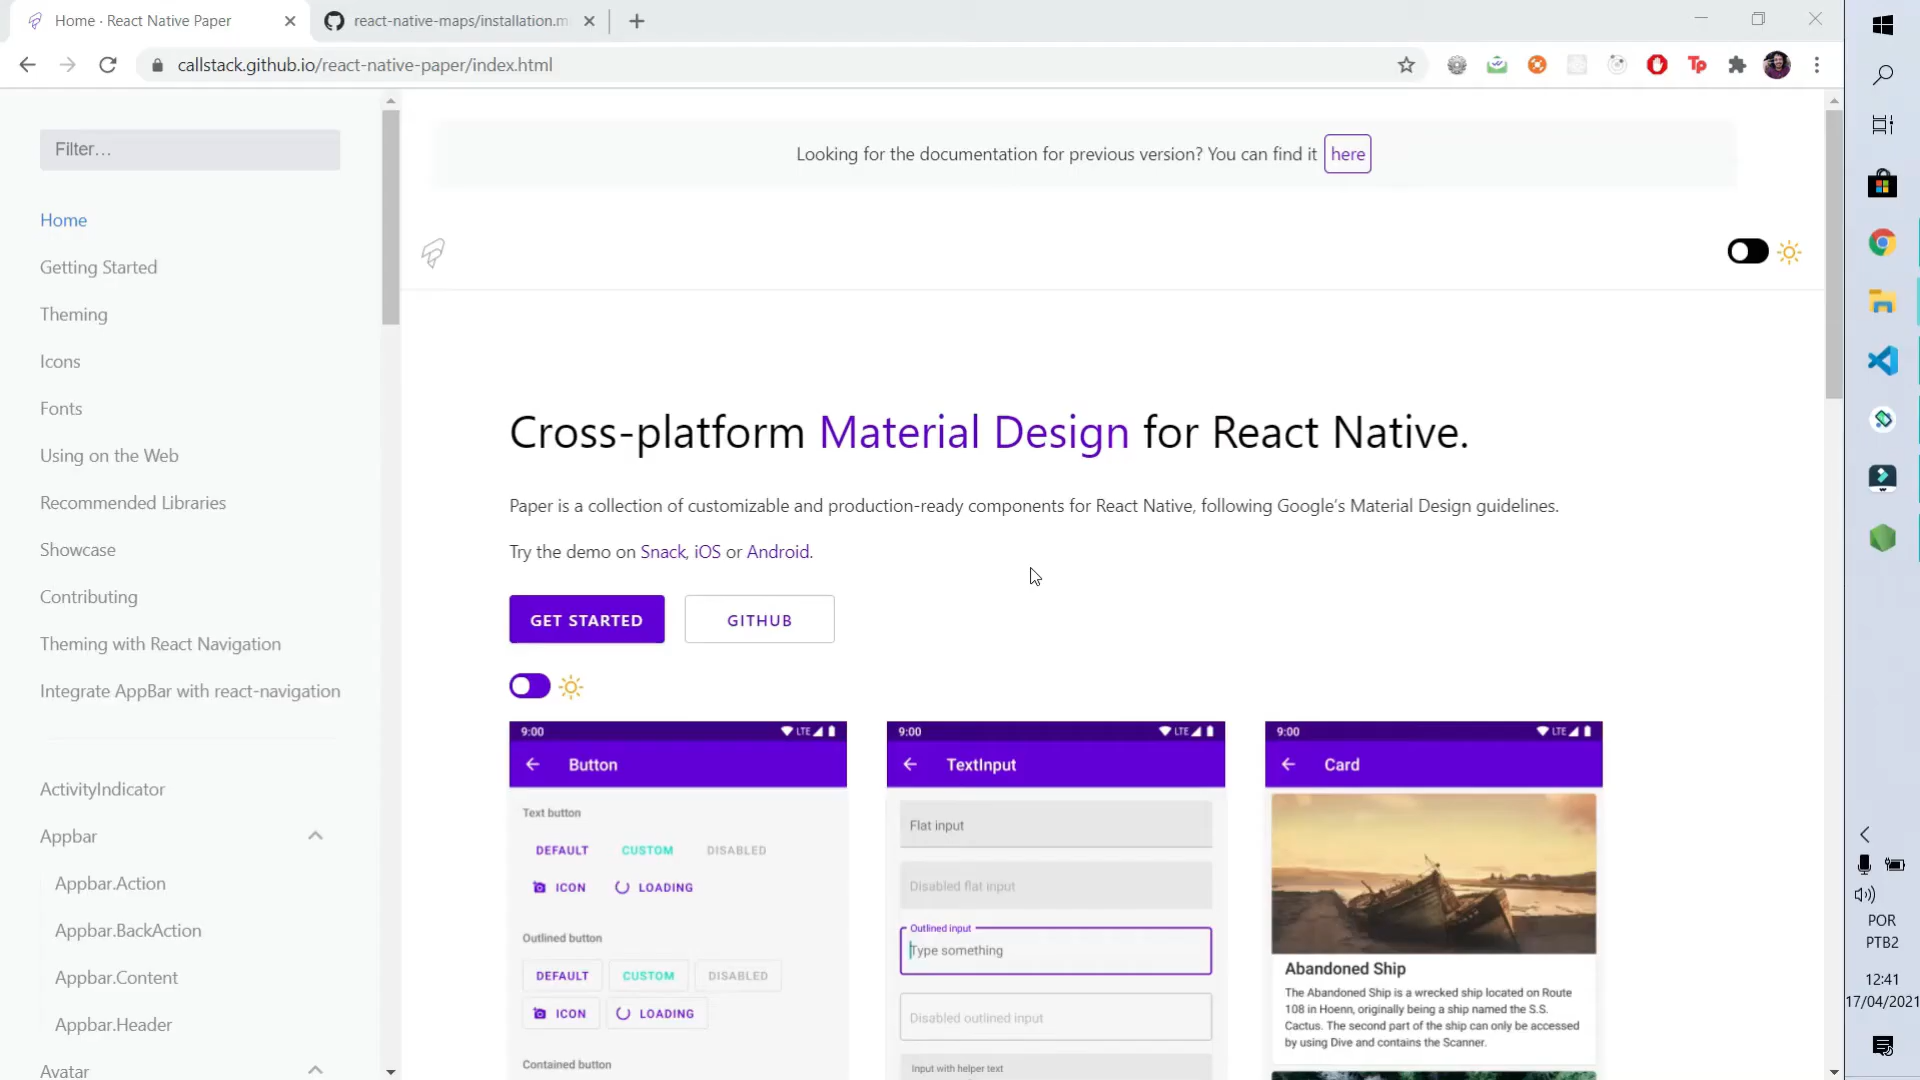 Home · React Native Paper
react-native-maps/installation.m
callstack.github.io/react-native-paper/index.html
Tp
Filter…
Home
Getting Started
Theming
Icons
Fonts
Using on the Web
Recommended Libraries
Showcase
Contributing
Theming with React Navigation
Integrate AppBar with react-navigation
ActivityIndicator
Appbar
Appbar.Action
Appbar.BackAction
Appbar.Content
Appbar.Header
Avatar
Looking for the documentation for previous version? You can find it here
Cross-platform Material Design for React Native.
Paper is a collection of customizable and production-ready components for React Native, following Google's Material Design guidelines.
Try the demo on Snack, iOS or Android.
GET STARTED
GITHUB
9:00
LTE
Button
Text button
DEFAULT CUSTOM DISABLED
ICON LOADING
Outlined button
DEFAULT CUSTOM DISABLED
ICON LOADING
Contained button
9:00
LTE
TextInput
Flat input
Disabled flat input
Outlined input
Type something
Disabled outlined input
Input with helper text
9:00
LTE
Card
Abandoned Ship
The Abandoned Ship is a wrecked ship located on Route
108 in Hoenn, originally being a ship named the S.S.
Cactus. The second part of the ship can only be accessed
by using Dive and contains the Scanner.
POR
PTB2
12:41
17/04/2021